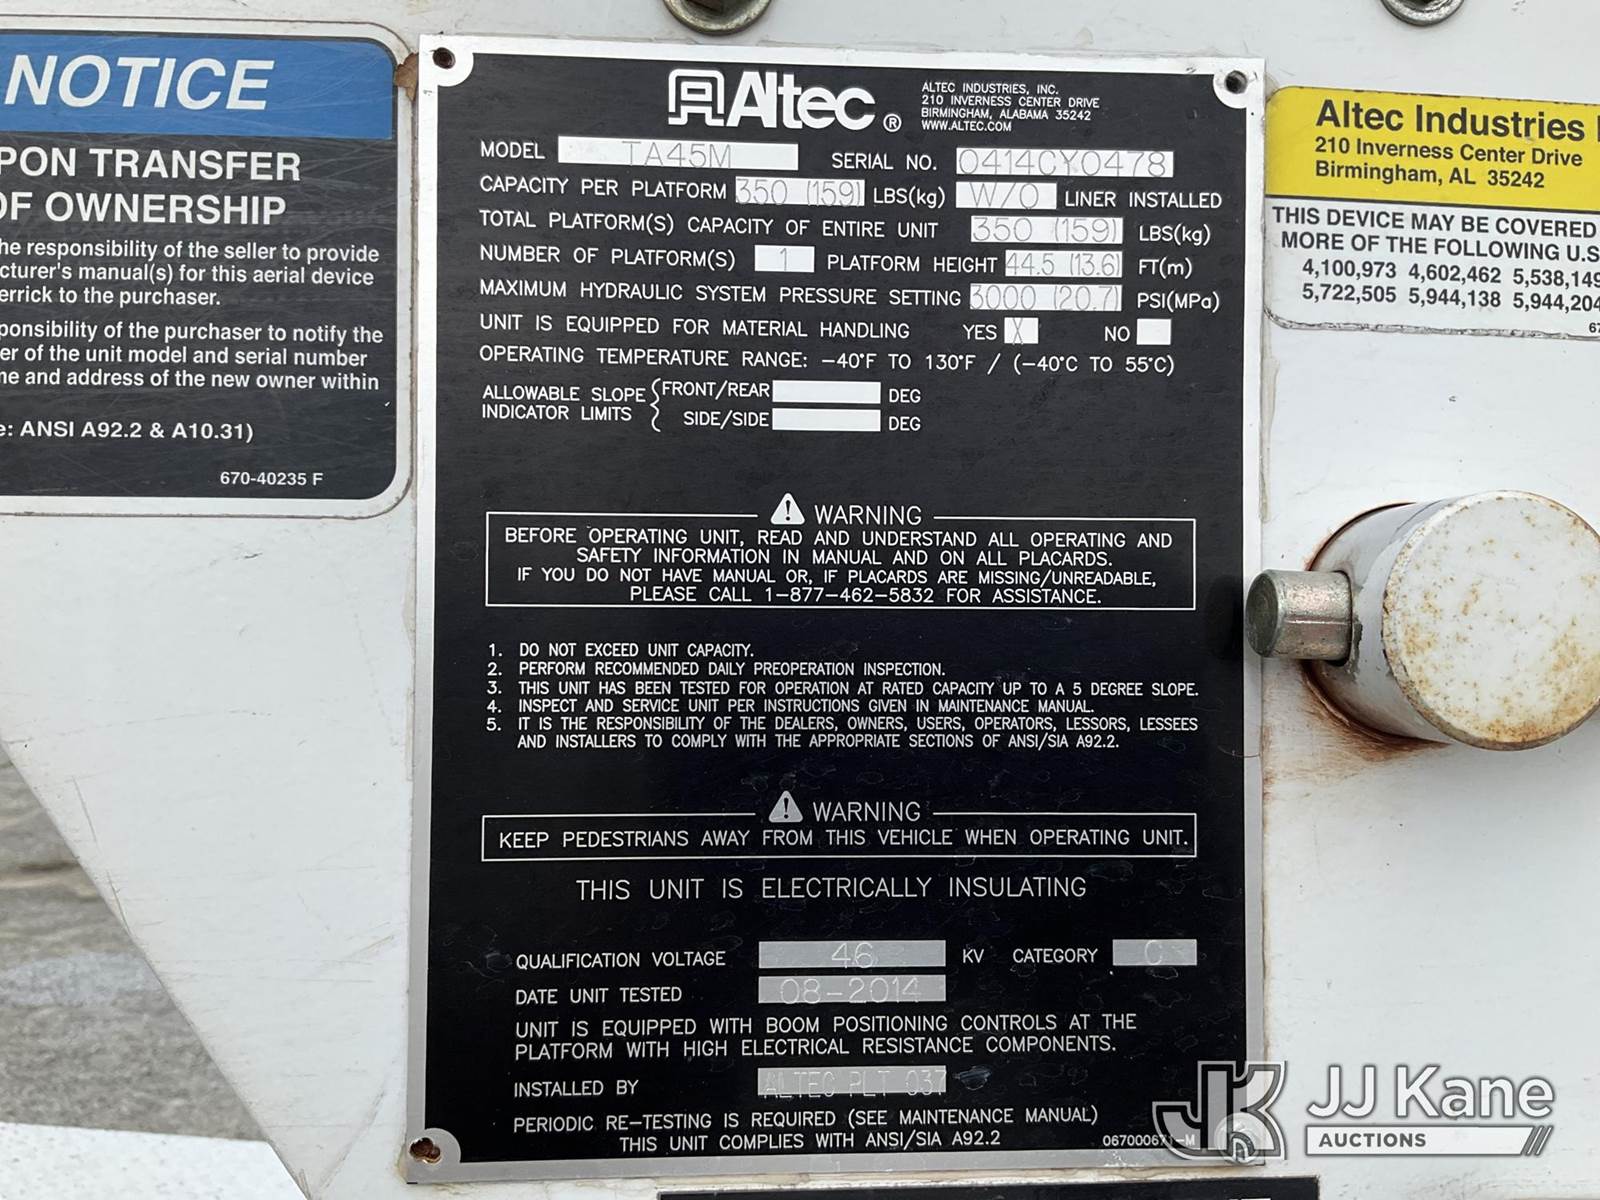 NOTICE
PON TRANSFER
OF OWNERSHIP
he responsibility of the seller to provide
cturer's manual(s) for this aerial device
errick to the purchaser.
ponsibility of the purchaser to notify the
er of the unit model and serial number
me and address of the new owner within
e: ANSI A92.2 & A10.31)
670-40235 F
Altec ®
ALTEC INDUSTRIES, INC.
210 INVERNESS CENTER DRIVE
BIRMINGHAM, ALABAMA 35242
WWW.ALTEC.COM
MODEL TA45M SERIAL NO. 0414CY0478
CAPACITY PER PLATFORM 350 (159) LBS(kg) W/O LINER INSTALLED
TOTAL PLATFORM(S) CAPACITY OF ENTIRE UNIT 350 (159) LBS(kg)
NUMBER OF PLATFORM(S) 1 PLATFORM HEIGHT 44.5 (13.6) FT(m)
MAXIMUM HYDRAULIC SYSTEM PRESSURE SETTING 3000 (20.7) PSI(MPa)
UNIT IS EQUIPPED FOR MATERIAL HANDLING YES X NO
OPERATING TEMPERATURE RANGE: -40°F TO 130°F / (-40°C TO 55°C)
ALLOWABLE SLOPE FRONT/REAR DEG
INDICATOR LIMITS SIDE/SIDE DEG
WARNING
BEFORE OPERATING UNIT, READ AND UNDERSTAND ALL OPERATING AND
SAFETY INFORMATION IN MANUAL AND ON ALL PLACARDS.
IF YOU DO NOT HAVE MANUAL OR, IF PLACARDS ARE MISSING/UNREADABLE,
PLEASE CALL 1-877-462-5832 FOR ASSISTANCE.
1. DO NOT EXCEED UNIT CAPACITY.
2. PERFORM RECOMMENDED DAILY PREOPERATION INSPECTION.
3. THIS UNIT HAS BEEN TESTED FOR OPERATION AT RATED CAPACITY UP TO A 5 DEGREE SLOPE.
4. INSPECT AND SERVICE UNIT PER INSTRUCTIONS GIVEN IN MAINTENANCE MANUAL.
5. IT IS THE RESPONSIBILITY OF THE DEALERS, OWNERS, USERS, OPERATORS, LESSORS, LESSEES
AND INSTALLERS TO COMPLY WITH THE APPROPRIATE SECTIONS OF ANSI/SIA A92.2.
WARNING
KEEP PEDESTRIANS AWAY FROM THIS VEHICLE WHEN OPERATING UNIT.
THIS UNIT IS ELECTRICALLY INSULATING
QUALIFICATION VOLTAGE 46 KV CATEGORY C
DATE UNIT TESTED 08-2014
UNIT IS EQUIPPED WITH BOOM POSITIONING CONTROLS AT THE
PLATFORM WITH HIGH ELECTRICAL RESISTANCE COMPONENTS.
INSTALLED BY ALTEC PLT 037
PERIODIC RE-TESTING IS REQUIRED (SEE MAINTENANCE MANUAL)
THIS UNIT COMPLIES WITH ANSI/SIA A92.2
067000671-M
Altec Industries
210 Inverness Center Drive
Birmingham, AL 35242
THIS DEVICE MAY BE COVERED
MORE OF THE FOLLOWING U.S
4,100,973 4,602,462 5,538,149
5,722,505 5,944,138 5,944,204
67
JK JJ Kane
AUCTIONS